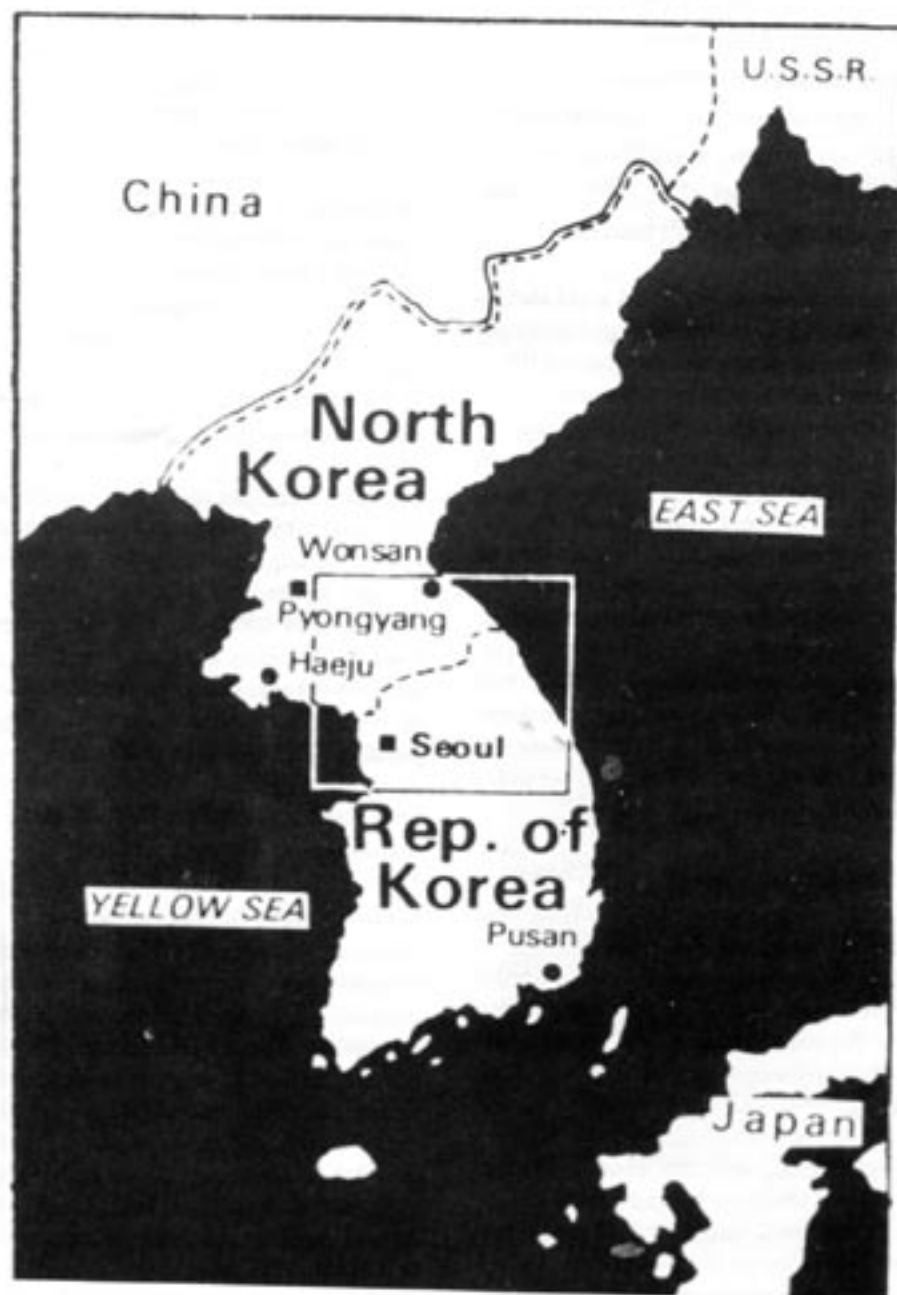 U.S.S.R.
China
North
Korea
EAST SEA
Wonsan
Pyongyang
Haeju
Seoul
Rep. of
Korea
YELLOW SEA
Pusan
Japan